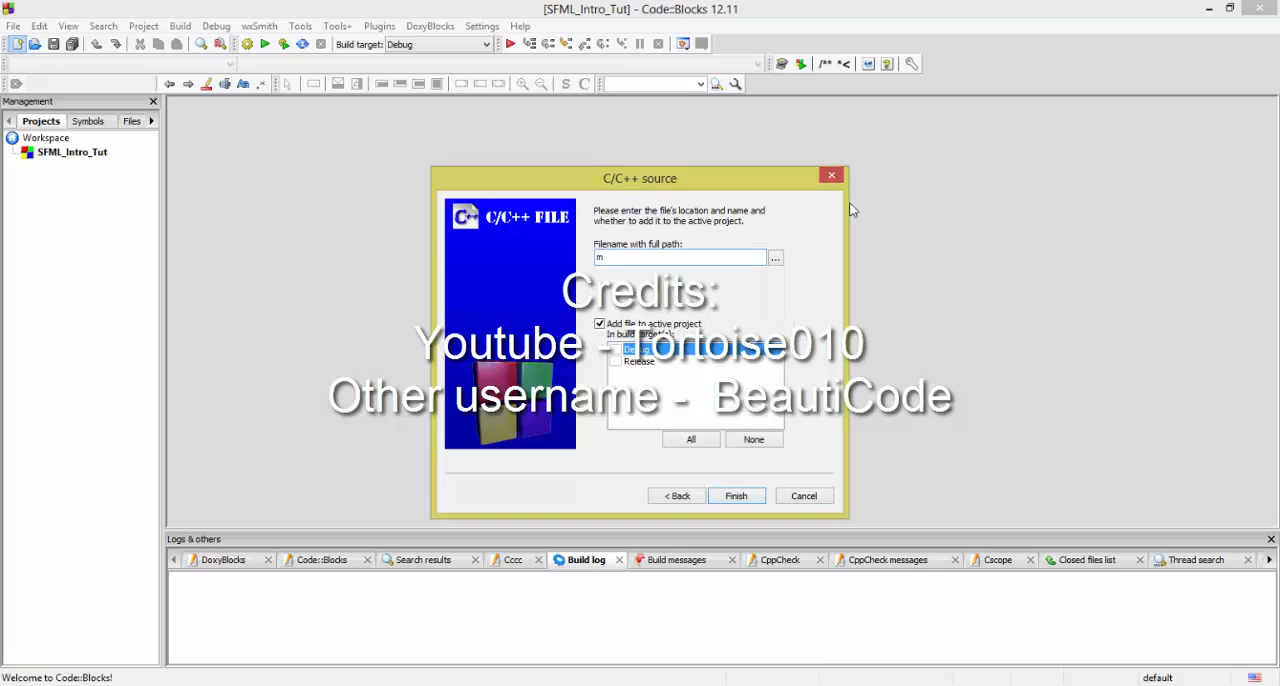 [SFML_Intro_Tut] - Code::Blocks 12.11
File Edit View Search Project Build Debug wxSmith Tools Tools+ Plugins DoxyBlocks Settings Help
Build target: Debug
/** *<
S C
Management
Projects Symbols Files
Workspace
SFML_Intro_Tut
C/C++ source
C++ C/C++ FILE
Please enter the file's location and name and
whether to add it to the active project.
Filename with full path:
m
...
Credits:
Add file to active project
In build target(s):
Youtube - Tortoise010
Debug
Release
Other username - BeautiCode
All None
< Back Finish Cancel
Logs & others
DoxyBlocks Code::Blocks Search results Cccc Build log Build messages CppCheck CppCheck messages Cscope Closed files list Thread search
Welcome to Code::Blocks! default